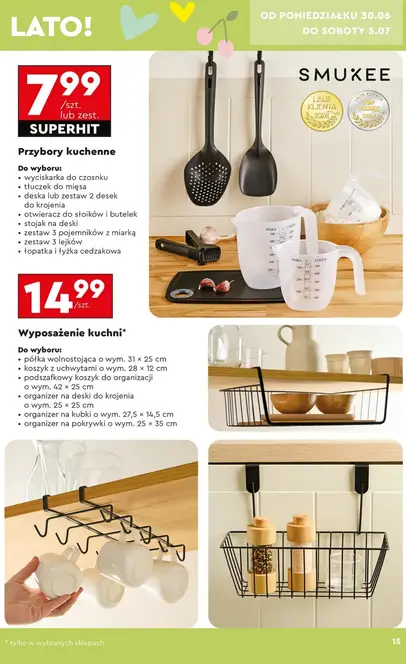 LATO!
OD PONIEDZIAŁKU 30.06
DO SOBOTY 5.07
7.99
/szt.
lub zest.
SUPERHIT
SMUKEE
Przybory kuchenne
Do wyboru:
• wyciskarka do czosnku
• tłuczek do mięsa
• deska lub zestaw 2 desek
do krojenia
• otwieracz do słoików i butelek
• stojak na deski
• zestaw 3 pojemników z miarką
• zestaw 3 lejków
• łopatka i łyżka cedzakowa
14.99
/szt.
Wyposażenie kuchni*
Do wyboru:
• półka wolnostojąca o wym. 31 × 25 cm
• koszyk z uchwytami o wym. 28 × 12 cm
• podszafkowy koszyk do organizacji
o wym. 42 × 25 cm
• organizer na deski do krojenia
o wym. 25 × 25 cm
• organizer na kubki o wym. 27,5 × 14,5 cm
• organizer na pokrywki o wym. 25 × 35 cm
* tylko w wybranych sklepach
15